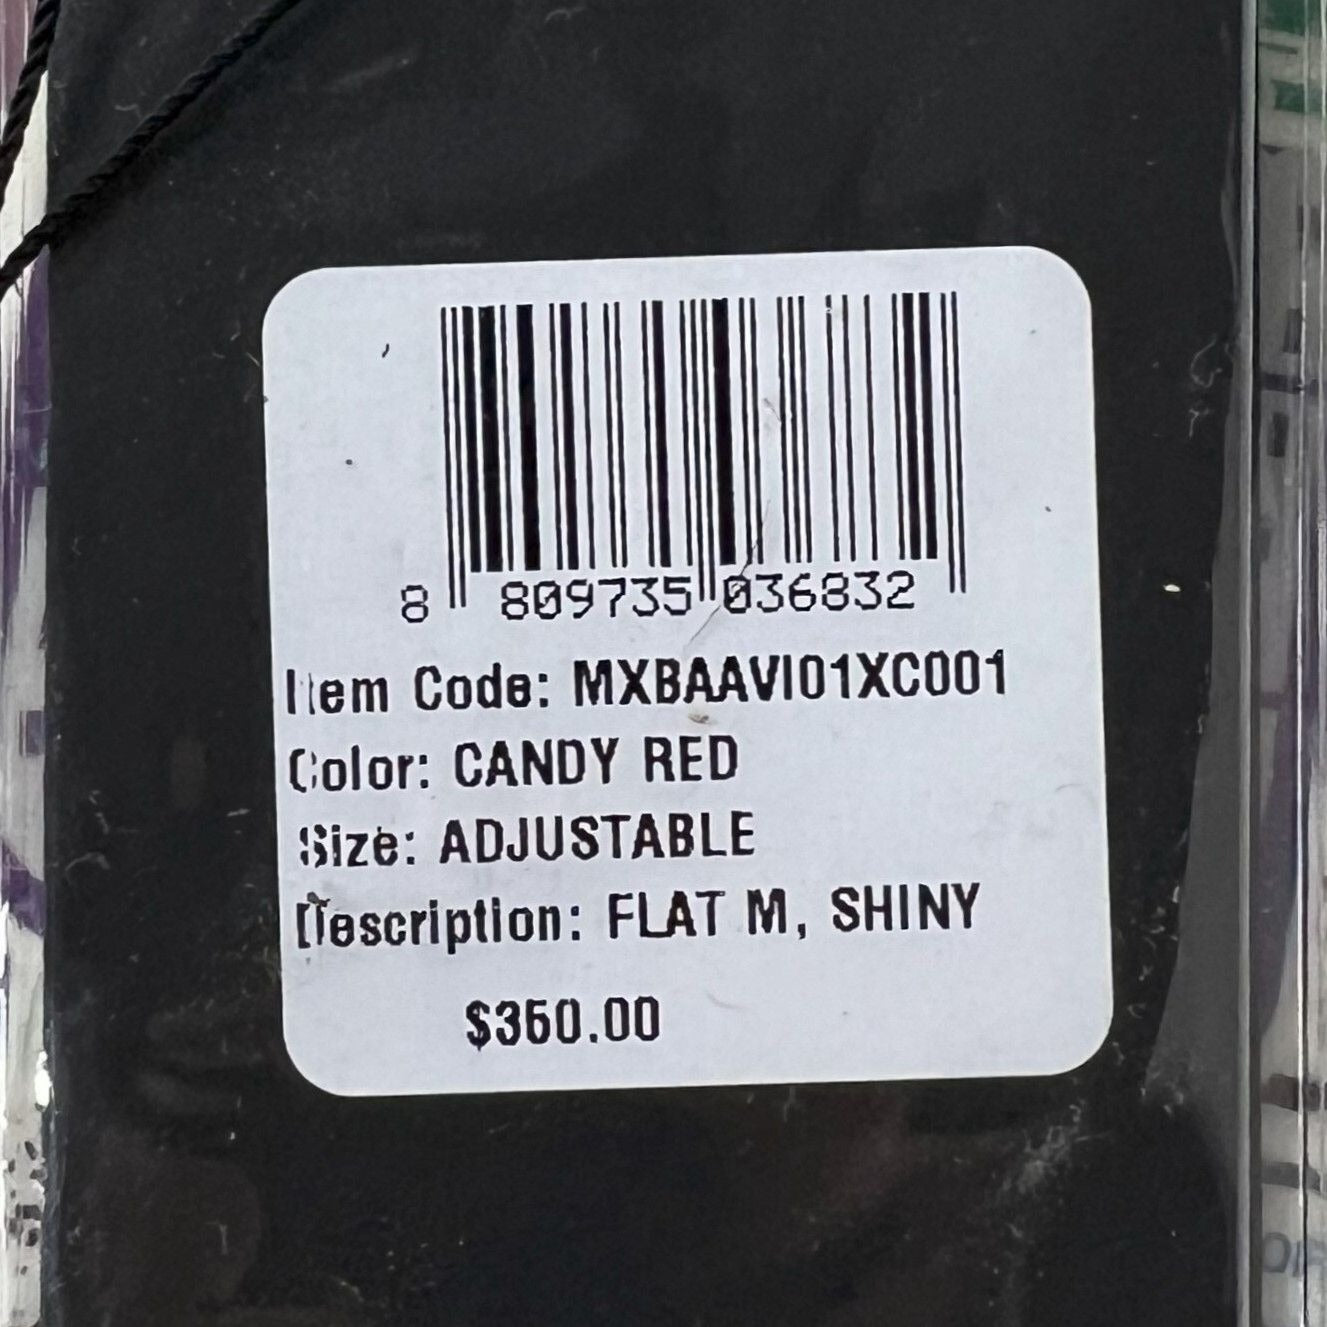 8 809735 036832
Item Code: MXBAAVI01XC001
Color: CANDY RED
Size: ADJUSTABLE
Description: FLAT M, SHINY
$350.00